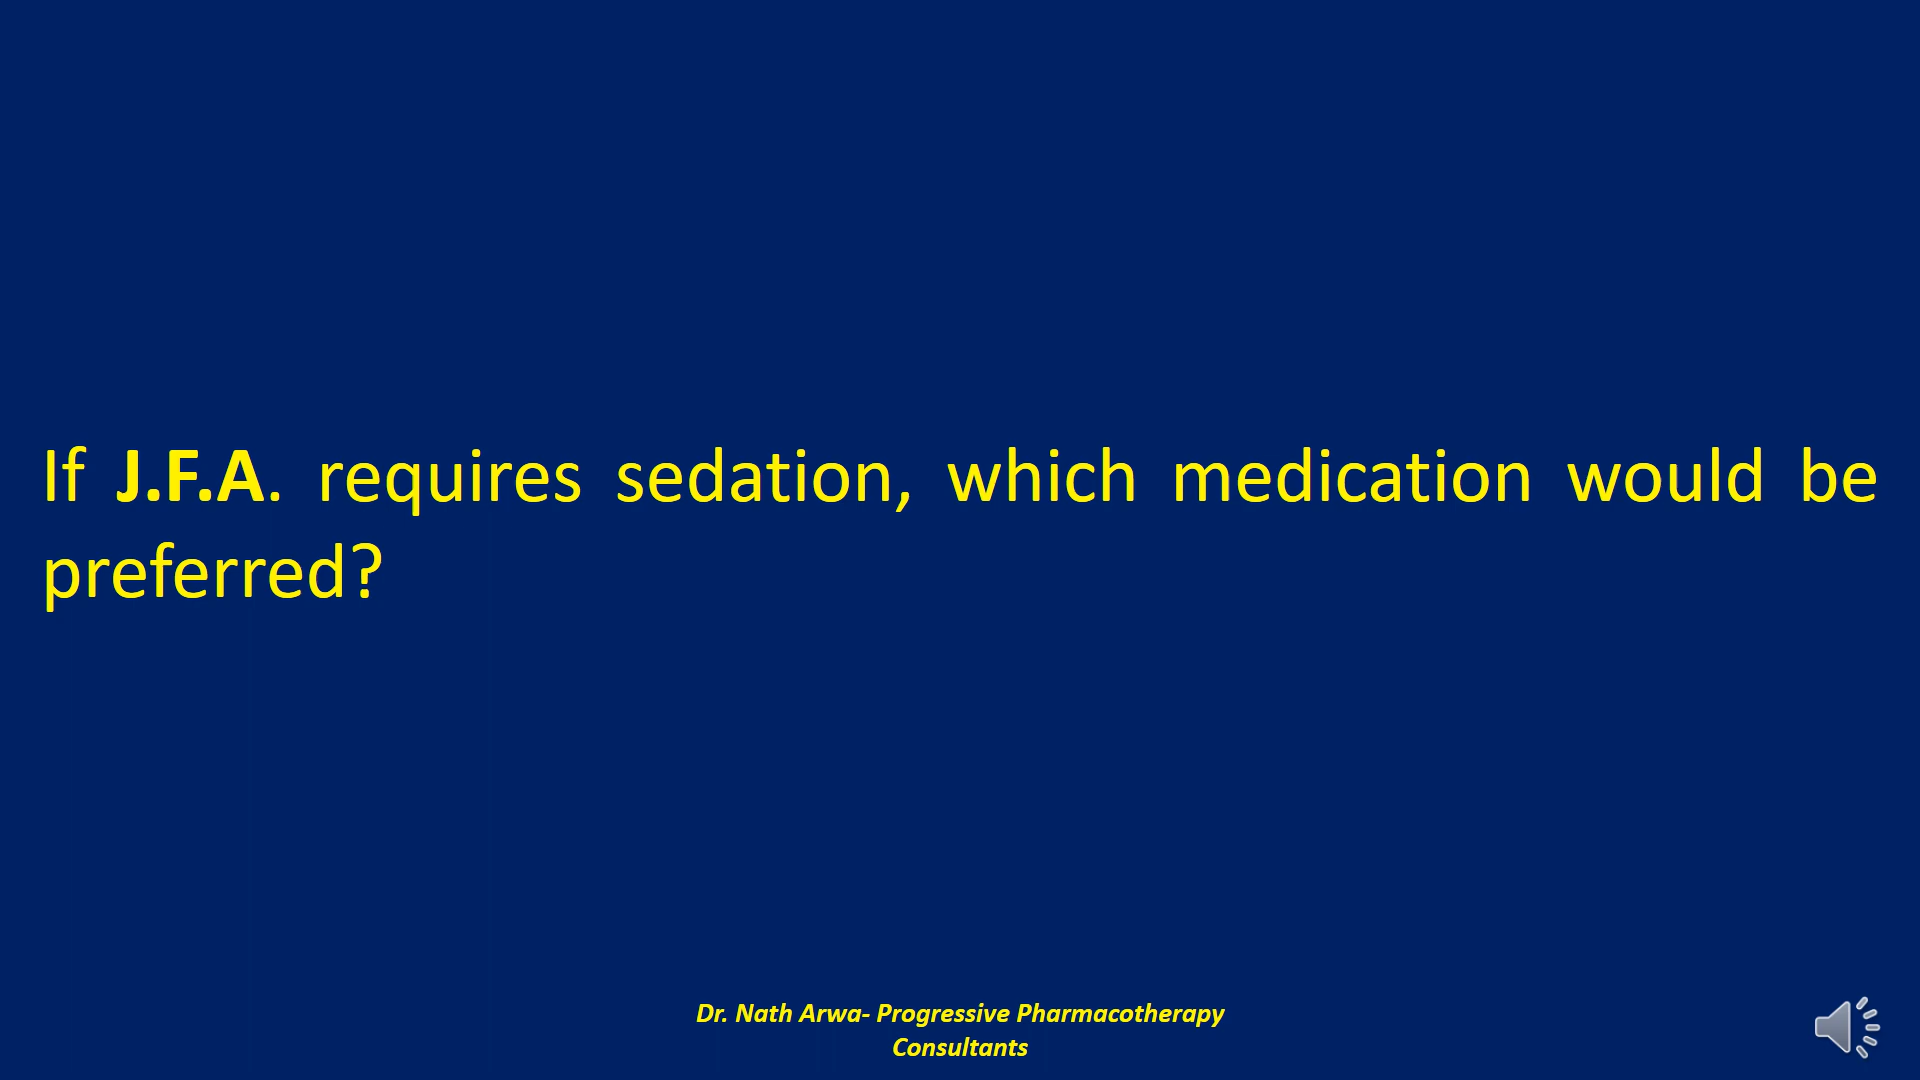 If J.F.A. requires sedation, which medication would be
preferred?
Dr. Nath Arwa- Progressive Pharmacotherapy
Consultants